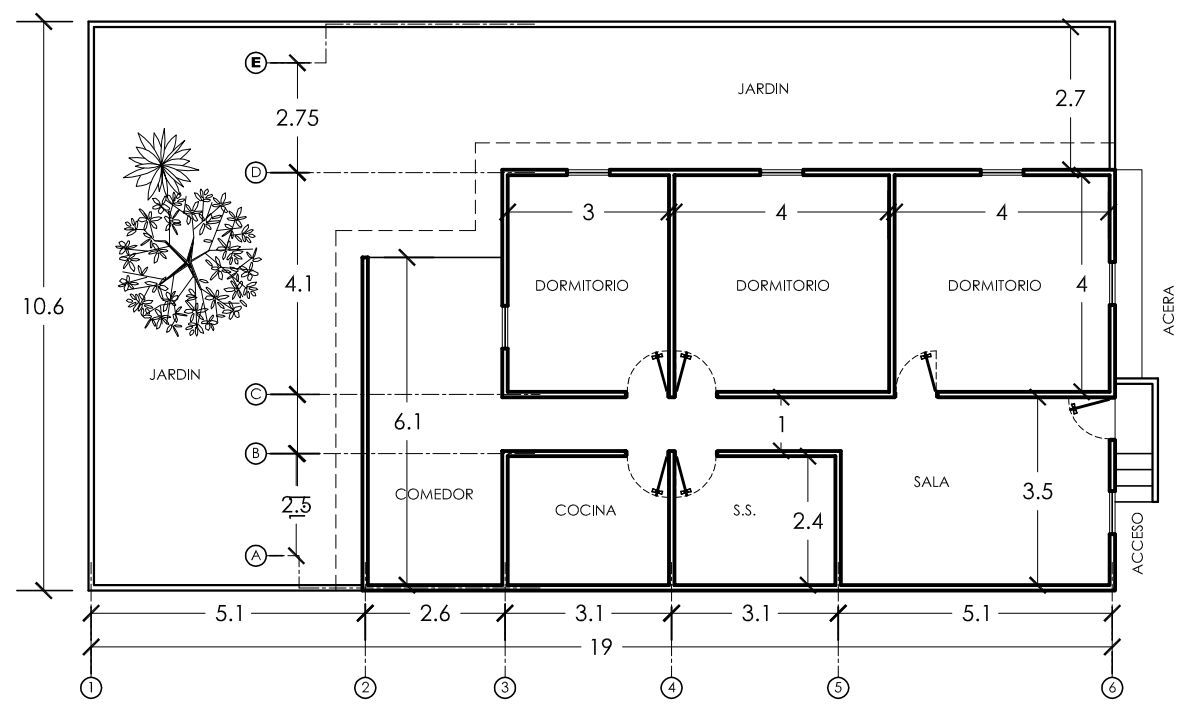 E
JARDIN
2.7
2.75
D
3
4
4
4.1
DORMITORIO
DORMITORIO
DORMITORIO
4
10.6
ACERA
JARDIN
C
6.1
1
B
COMEDOR
SALA
3.5
2.5
COCINA
S.S.
2.4
ACCESO
A
5.1
2.6
3.1
3.1
5.1
19
1
2
3
4
5
6